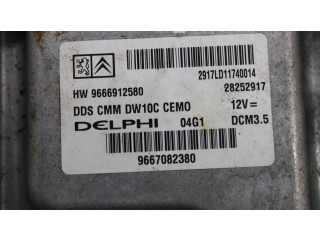 2917LD11740014
HW 9666912580 28252917
DDS CMM DW10C CEMO 12V=
DELPHI 04G1 DCM3.5
9667082380